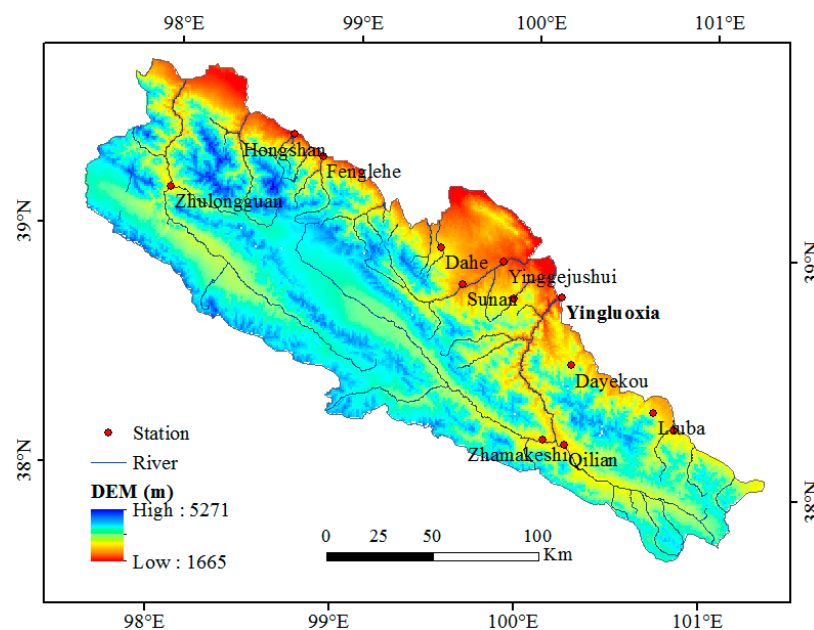 98°E 99°E 100°E 101°E
Hongshan
Fenglehe
Zhulongguan
39°N
Dahe
Yinggejushui
39°N
Sunan
Yingluoxia
Dayekou
Liuba
Station
Zhamakeshi
Qilian
38°N
River
DEM (m)
High : 5271
38°N
0 25 50 100
Low : 1665
Km
98°E 99°E 100°E 101°E